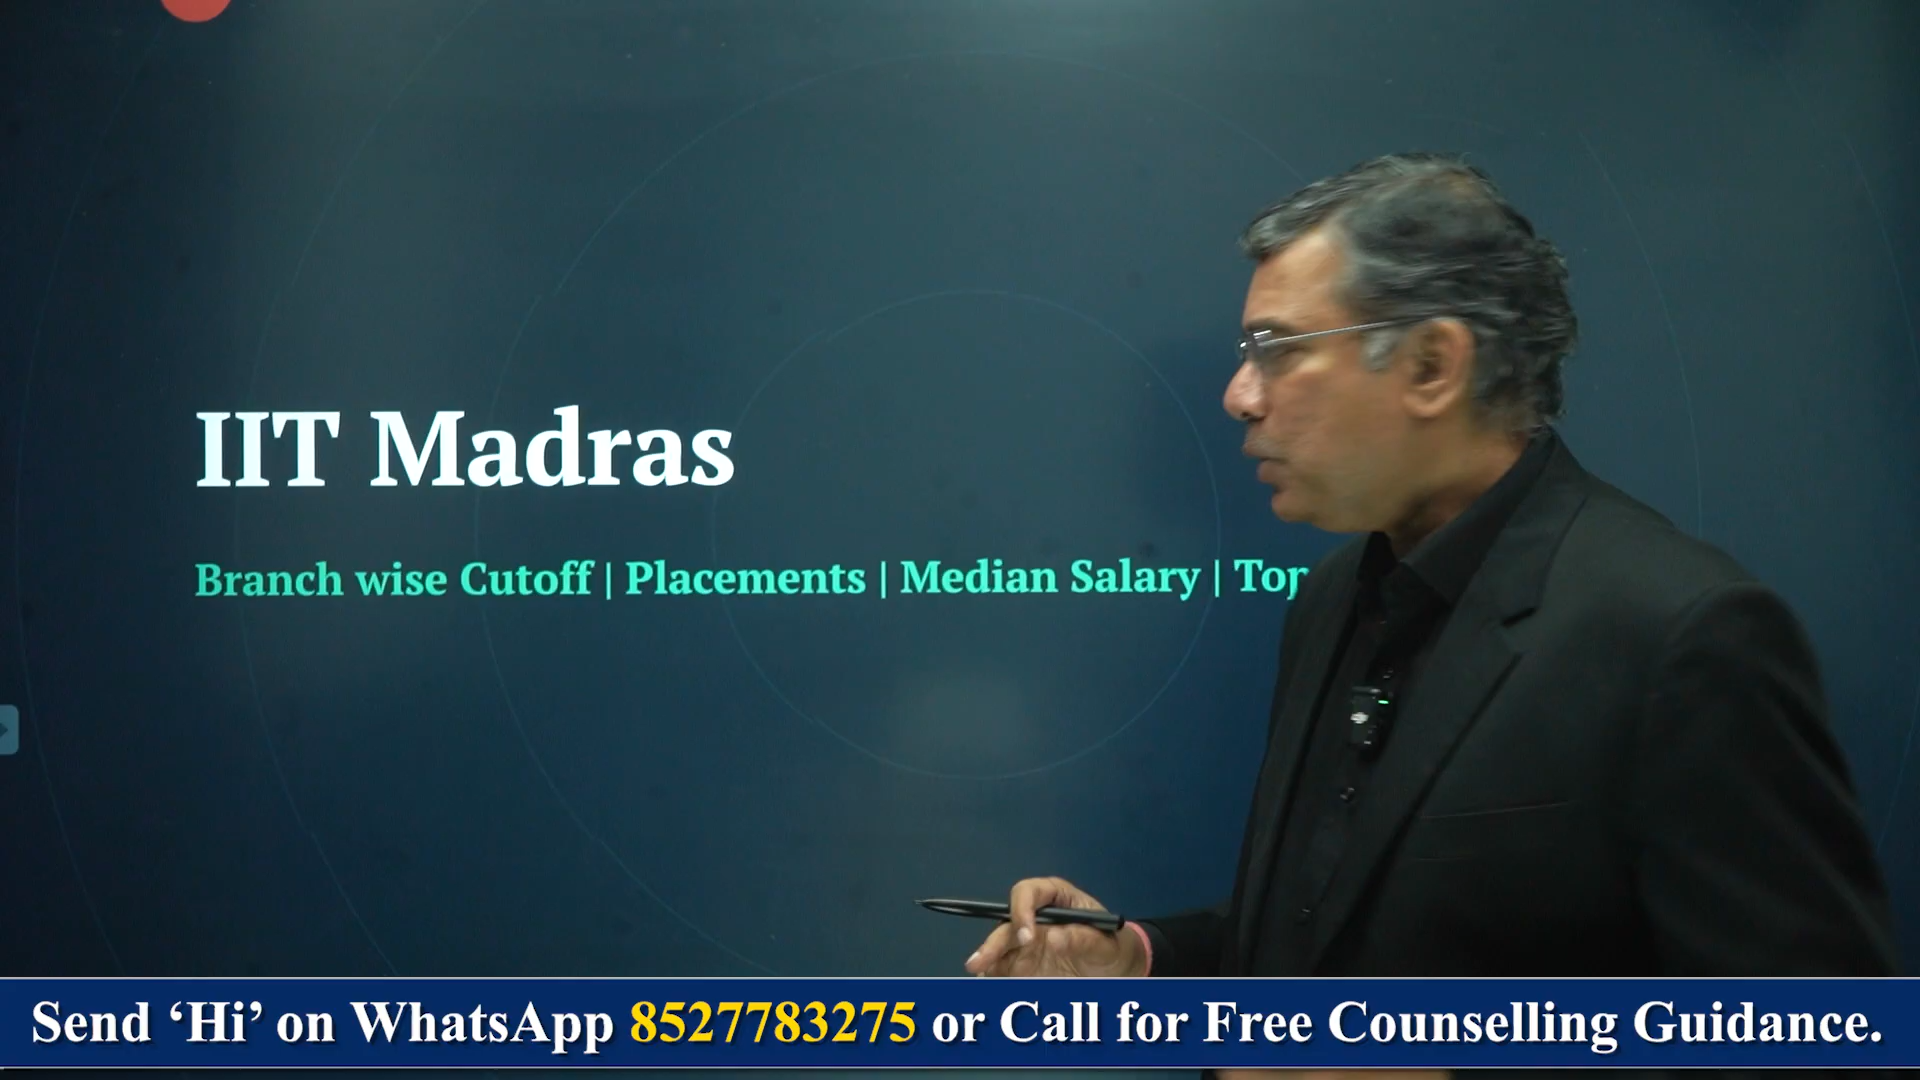 IIT Madras
Branch wise Cutoff | Placements | Median Salary | Top
Send ‘Hi’ on WhatsApp 8527783275 or Call for Free Counselling Guidance.